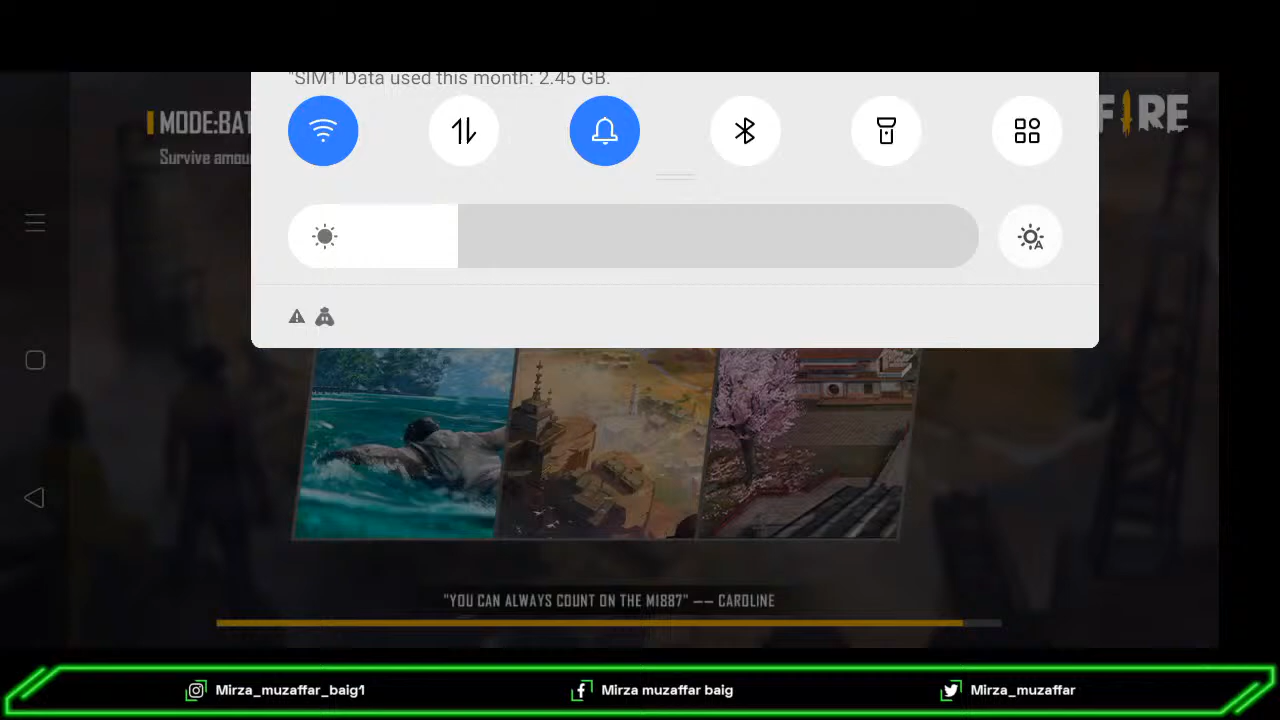 "SIM1"Data used this month: 2.45 GB.
MODE:BAT
Survive amou
FIRE
A
"YOU CAN ALWAYS COUNT ON THE M1887" —— CAROLINE
Mirza_muzaffar_baig1
Mirza muzaffar baig
Mirza_muzaffar